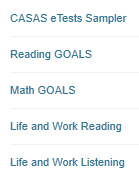 CASAS eTests Sampler
Reading GOALS
Math GOALS
Life and Work Reading
Life and Work Listening